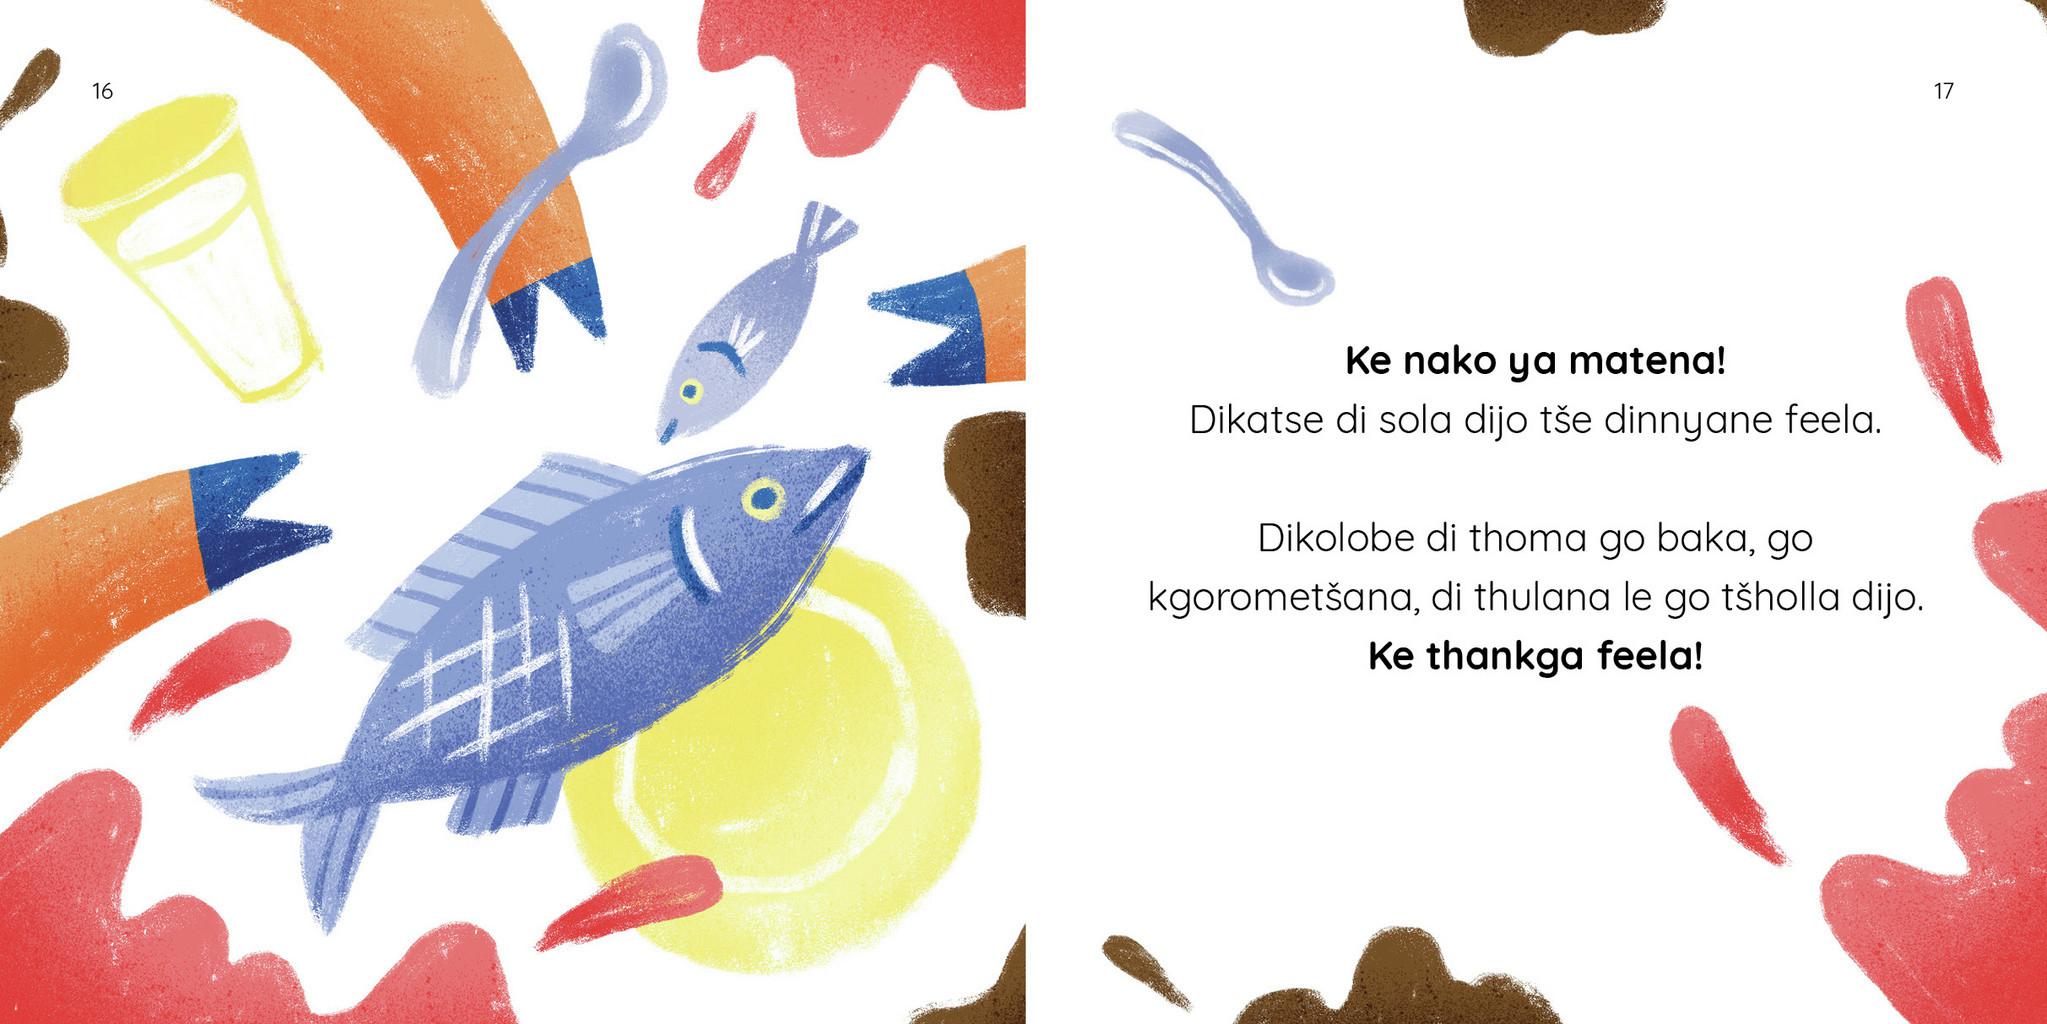 16
17
Ke nako ya matena!
Dikatse di sola dijo tše dinnyane feela.
Dikolobe di thoma go baka, go
kgorometšana, di thulana le go tšholla dijo.
Ke thankga feela!